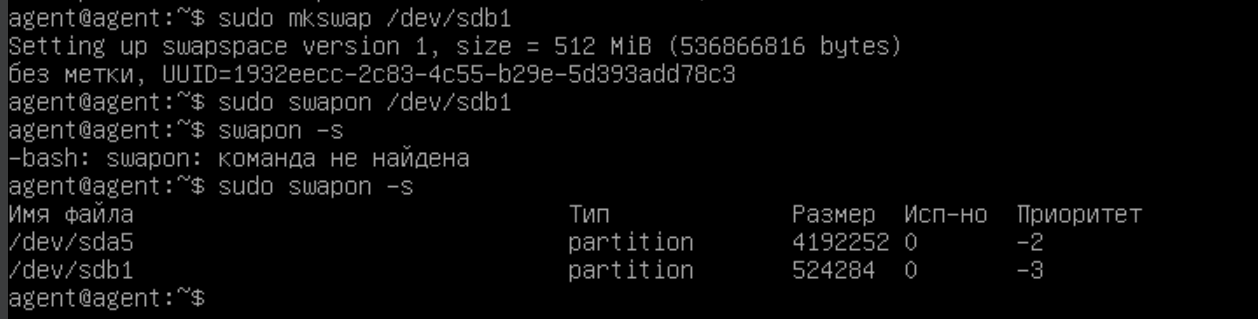 agent@agent:~$ sudo mkswap /dev/sdb1
Setting up swapspace version 1, size = 512 MiB (536866816 bytes)
без метки, UUID=1932eecc-2c83-4c55-b29e-5d393add78c3
agent@agent:~$ sudo swapon /dev/sdb1
agent@agent:~$ swapon -s
-bash: swapon: команда не найдена
agent@agent:~$ sudo swapon -s
Имя файла Тип Размер Исп-но Приоритет
/dev/sda5 partition 4192252 0 -2
/dev/sdb1 partition 524284 0 -3
agent@agent:~$